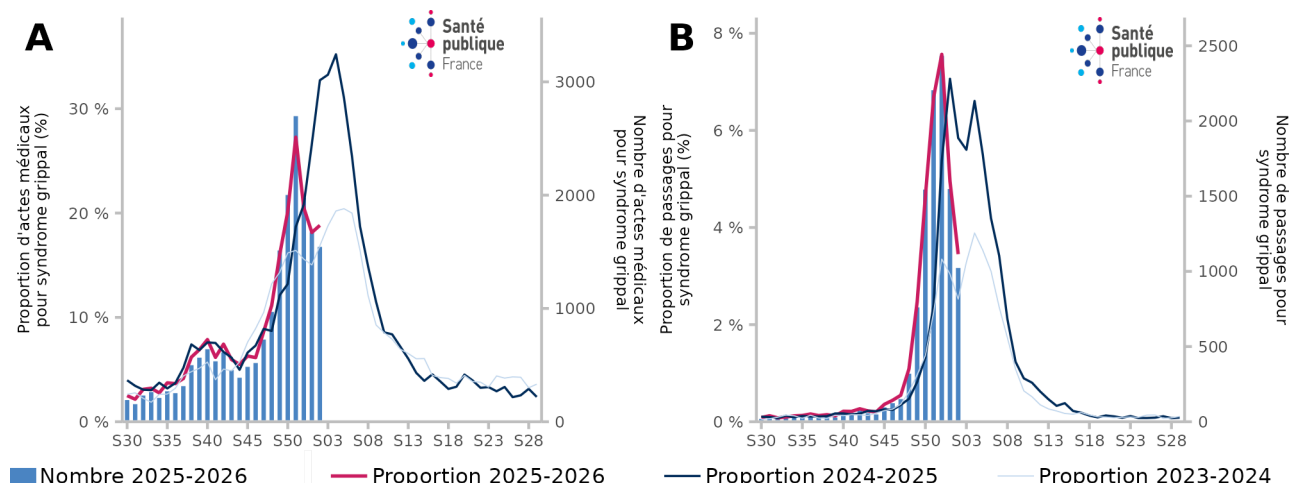 A
Santé
publique
France
Proportion d'actes médicaux
pour syndrome grippal (%)
30 %
20 %
10 %
0 %
3000
2000
1000
0
Nombre d'actes médicaux
pour syndrome grippal
S30 S35 S40 S45 S50 S03 S08 S13 S18 S23 S28
B
Santé
publique
France
Proportion de passages pour
syndrome grippal (%)
8 %
6 %
4 %
2 %
0 %
2500
2000
1500
1000
500
0
Nombre de passages pour
syndrome grippal
S30 S35 S40 S45 S50 S03 S08 S13 S18 S23 S28
Nombre 2025-2026 Proportion 2025-2026 Proportion 2024-2025 Proportion 2023-2024